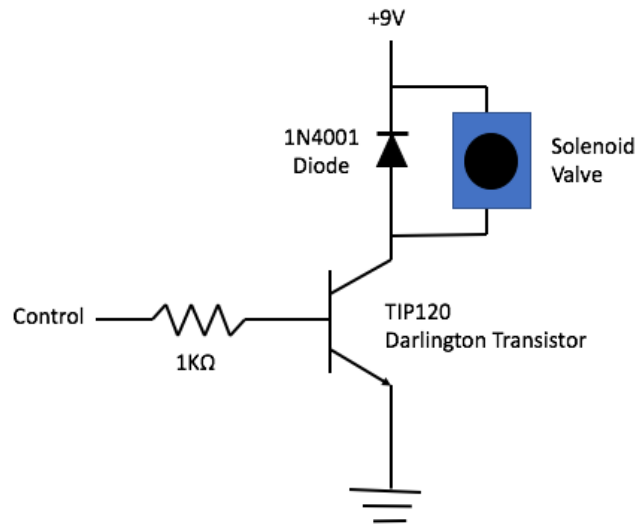 +9V
1N4001
Diode
Solenoid
Valve
Control
1KΩ
TIP120
Darlington Transistor